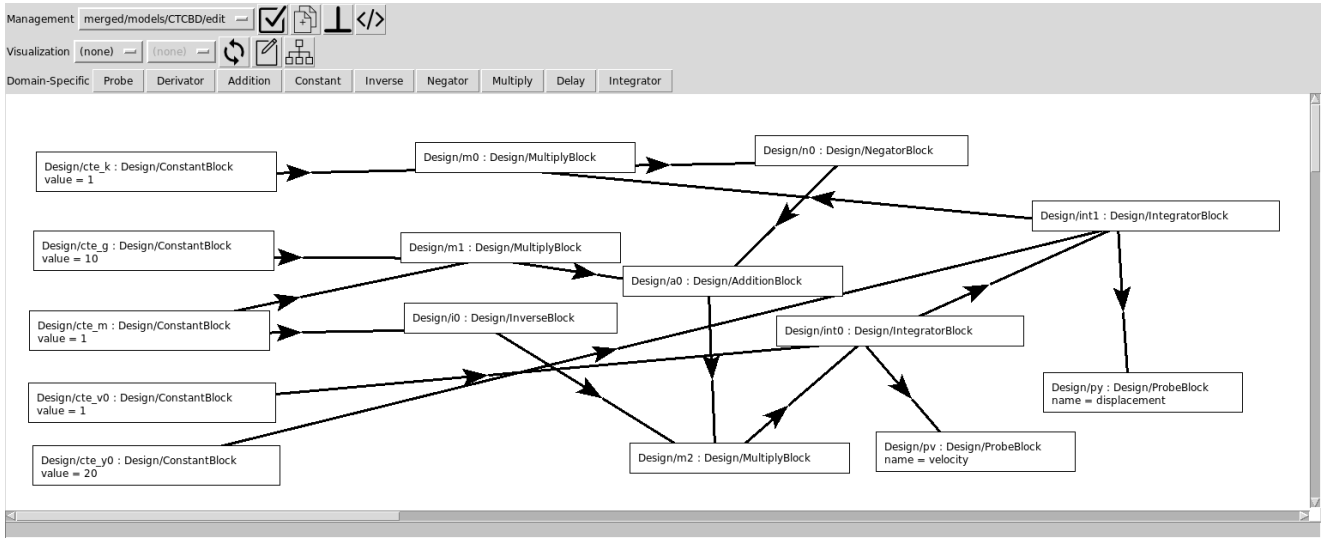 Management merged/models/CTCBD/edit </>
Visualization (none) (none)
Domain-Specific Probe Derivator Addition Constant Inverse Negator Multiply Delay Integrator
Design/cte_k : Design/ConstantBlock
value = 1
Design/m0 : Design/MultiplyBlock
Design/n0 : Design/NegatorBlock
Design/int1 : Design/IntegratorBlock
Design/cte_g : Design/ConstantBlock
value = 10
Design/m1 : Design/MultiplyBlock
Design/a0 : Design/AdditionBlock
Design/cte_m : Design/ConstantBlock
value = 1
Design/i0 : Design/InverseBlock
Design/int0 : Design/IntegratorBlock
Design/cte_v0 : Design/ConstantBlock
value = 1
Design/py : Design/ProbeBlock
name = displacement
Design/cte_y0 : Design/ConstantBlock
value = 20
Design/m2 : Design/MultiplyBlock
Design/pv : Design/ProbeBlock
name = velocity